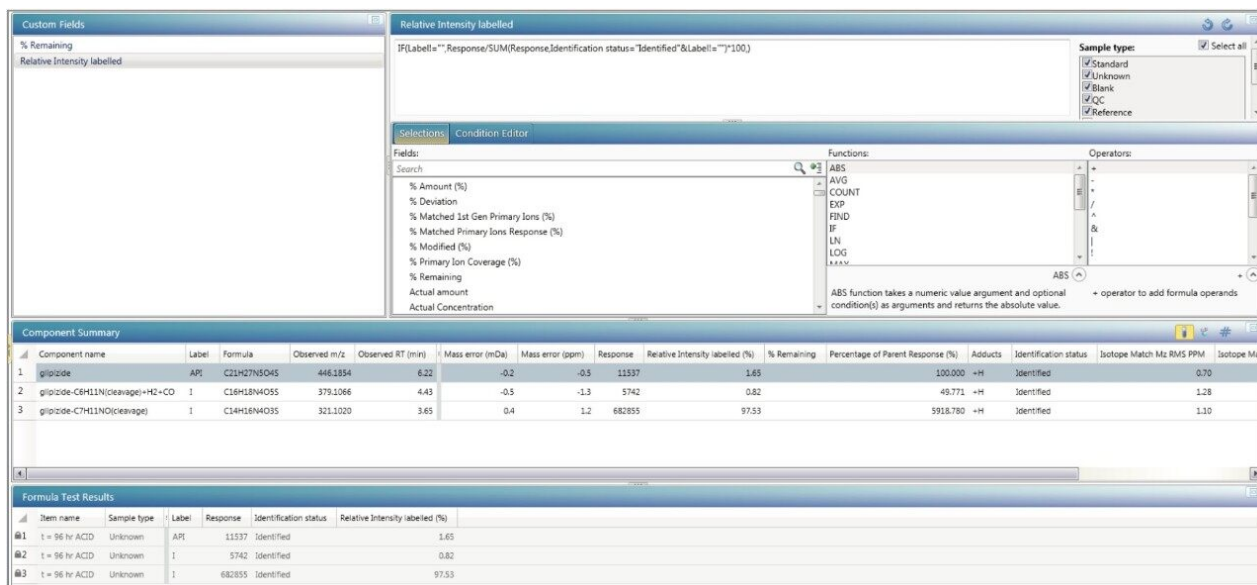 Custom Fields
% Remaining
Relative Intensity labelled
Relative Intensity labelled
IF(Label!="",Response/SUM(Response,Identification status="Identified"&Label!="")*100,)
Sample type: Select all
Standard
Unknown
Blank
QC
Reference
Selections Condition Editor
Fields:
Search
% Amount (%)
% Deviation
% Matched 1st Gen Primary Ions (%)
% Matched Primary Ions Response (%)
% Modified (%)
% Primary Ion Coverage (%)
% Remaining
Actual amount
Actual Concentration
Functions:
ABS
AVG
COUNT
EXP
FIND
IF
LN
LOG
MAX
ABS
ABS function takes a numeric value argument and optional
condition(s) as arguments and returns the absolute value.
Operators:
+
-
*
/
^
&
|
!
+
+ operator to add formula operands
Component Summary
Component name Label Formula Observed m/z Observed RT (min) Mass error (mDa) Mass error (ppm) Response Relative Intensity labelled (%) % Remaining Percentage of Parent Response (%) Adducts Identification status Isotope Match Mz RMS PPM Isotope Ma
1 glipizide API C21H27N5O4S 446.1854 6.22 -0.2 -0.5 11537 1.65 100.000 +H Identified 0.70
2 glipizide-C6H11N(cleavage)+H2+CO I C16H18N4O5S 379.1066 4.43 -0.5 -1.3 5742 0.82 49.771 +H Identified 1.28
3 glipizide-C7H11NO(cleavage) I C14H16N4O3S 321.1020 3.65 0.4 1.2 682855 97.53 5918.780 +H Identified 1.10
Formula Test Results
Item name Sample type Label Response Identification status Relative Intensity labelled (%)
1 t = 96 hr ACID Unknown API 11537 Identified 1.65
2 t = 96 hr ACID Unknown I 5742 Identified 0.82
3 t = 96 hr ACID Unknown I 682855 Identified 97.53